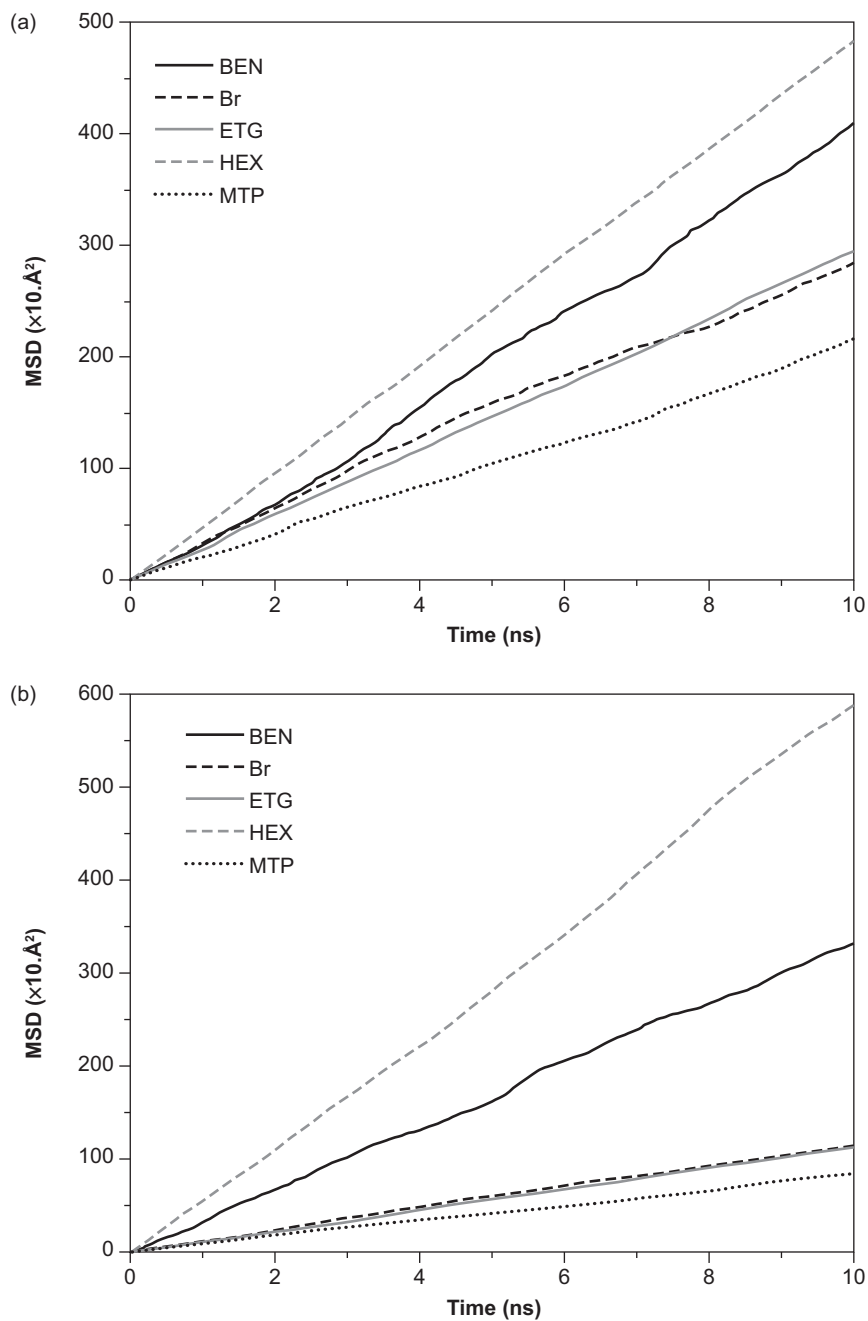 (a)
500
400
300
200
100
0
MSD (×10.Å²)
BEN
Br
ETG
HEX
MTP
0 2 4 6 8 10
Time (ns)
(b)
600
500
400
300
200
100
0
MSD (×10.Å²)
BEN
Br
ETG
HEX
MTP
0 2 4 6 8 10
Time (ns)